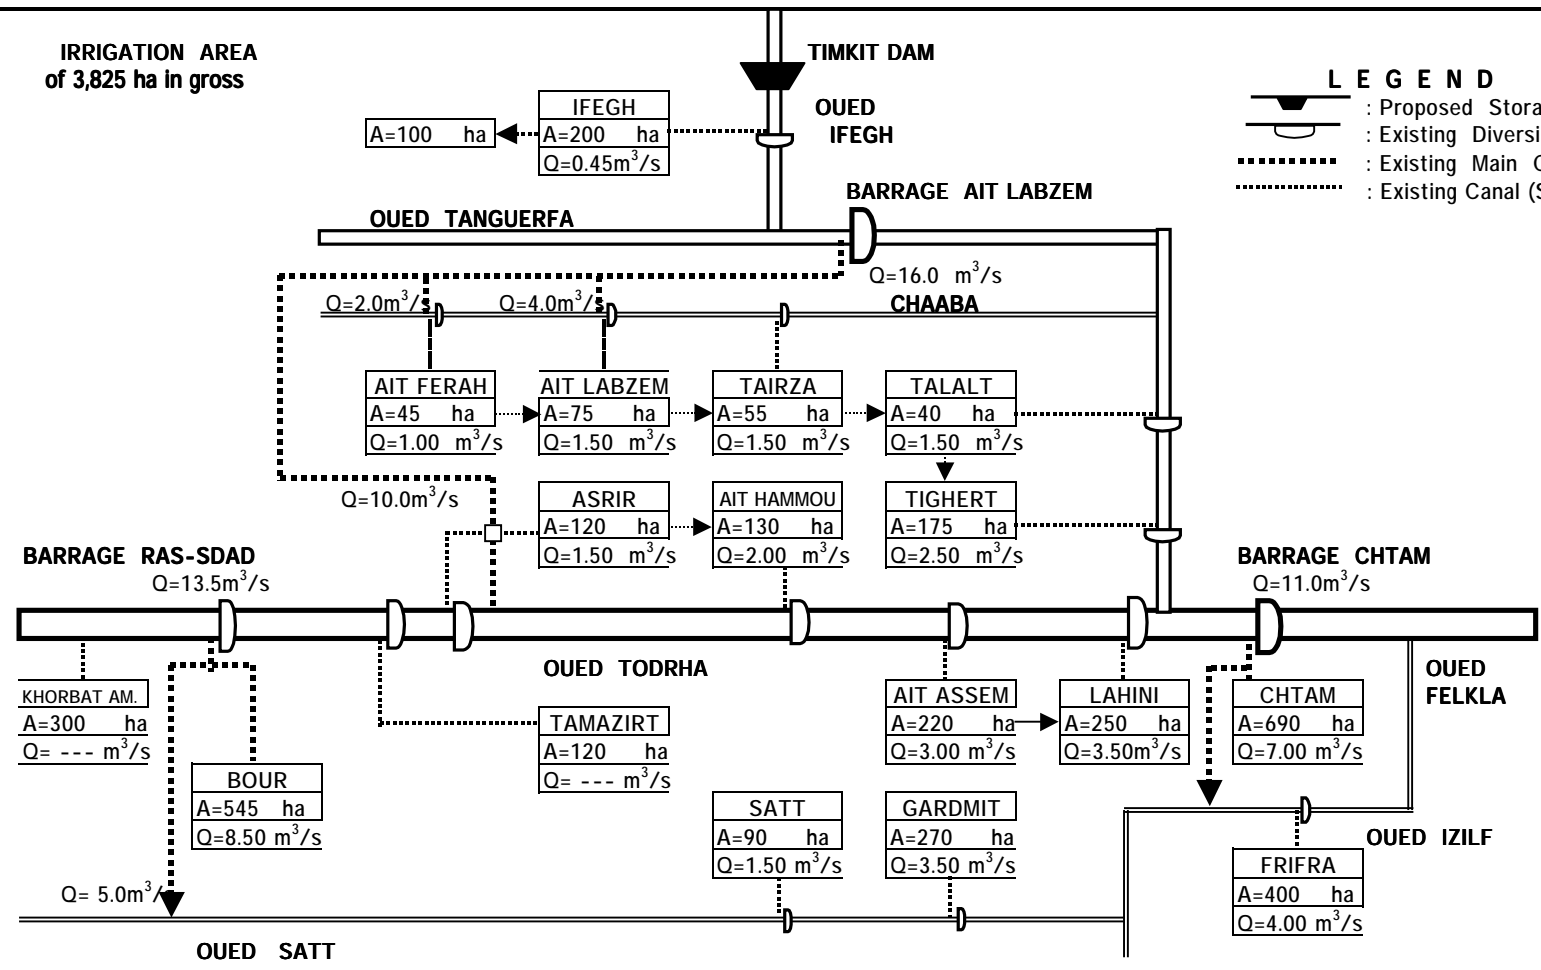 IRRIGATION AREA
of 3,825 ha in gross
TIMKIT DAM
OUED
IFEGH
L E G E N D
: Proposed Stora
: Existing Diversi
: Existing Main
: Existing Canal (S
IFEGH
A=200 ha
Q=0.45m³/s
A=100 ha
BARRAGE AIT LABZEM
OUED TANGUERFA
Q=16.0 m³/s
CHAABA
Q=2.0m³/s
Q=4.0m³/s
AIT FERAH
A=45 ha
Q=1.00 m³/s
AIT LABZEM
A=75 ha
Q=1.50 m³/s
TAIRZA
A=55 ha
Q=1.50 m³/s
TALALT
A=40 ha
Q=1.50 m³/s
Q=10.0m³/s
ASRIR
A=120 ha
Q=1.50 m³/s
AIT HAMMOU
A=130 ha
Q=2.00 m³/s
TIGHERT
A=175 ha
Q=2.50 m³/s
BARRAGE RAS-SDAD
Q=13.5m³/s
BARRAGE CHTAM
Q=11.0m³/s
OUED TODRHA
OUED
FELKLA
KHORBAT AM.
A=300 ha
Q= --- m³/s
BOUR
A=545 ha
Q=8.50 m³/s
TAMAZIRT
A=120 ha
Q= --- m³/s
AIT ASSEM
A=220 ha
Q=3.00 m³/s
LAHINI
A=250 ha
Q=3.50m³/s
CHTAM
A=690 ha
Q=7.00 m³/s
SATT
A=90 ha
Q=1.50 m³/s
GARDMIT
A=270 ha
Q=3.50 m³/s
OUED IZILF
FRIFRA
A=400 ha
Q=4.00 m³/s
Q= 5.0m³/
OUED SATT